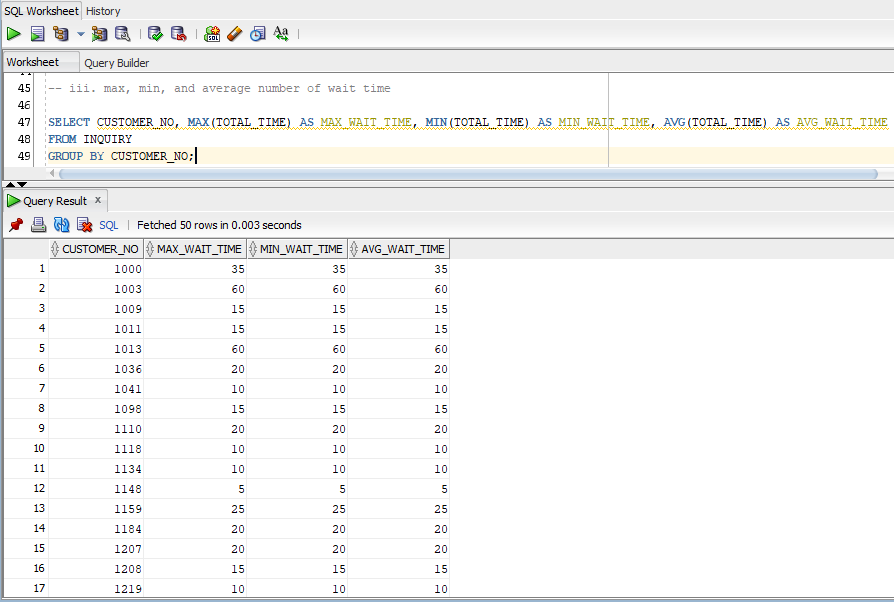 SQL Worksheet History
Worksheet Query Builder
44
45 -- iii. max, min, and average number of wait time
46
47 SELECT CUSTOMER_NO, MAX(TOTAL_TIME) AS MAX_WAIT_TIME, MIN(TOTAL_TIME) AS MIN_WAIT_TIME, AVG(TOTAL_TIME) AS AVG_WAIT_TIME
48 FROM INQUIRY
49 GROUP BY CUSTOMER_NO;
Query Result x
SQL | Fetched 50 rows in 0.003 seconds
CUSTOMER_NO MAX_WAIT_TIME MIN_WAIT_TIME AVG_WAIT_TIME
1 1000 35 35 35
2 1003 60 60 60
3 1009 15 15 15
4 1011 15 15 15
5 1013 60 60 60
6 1036 20 20 20
7 1041 10 10 10
8 1098 15 15 15
9 1110 20 20 20
10 1118 10 10 10
11 1134 10 10 10
12 1148 5 5 5
13 1159 25 25 25
14 1184 20 20 20
15 1207 20 20 20
16 1208 15 15 15
17 1219 10 10 10